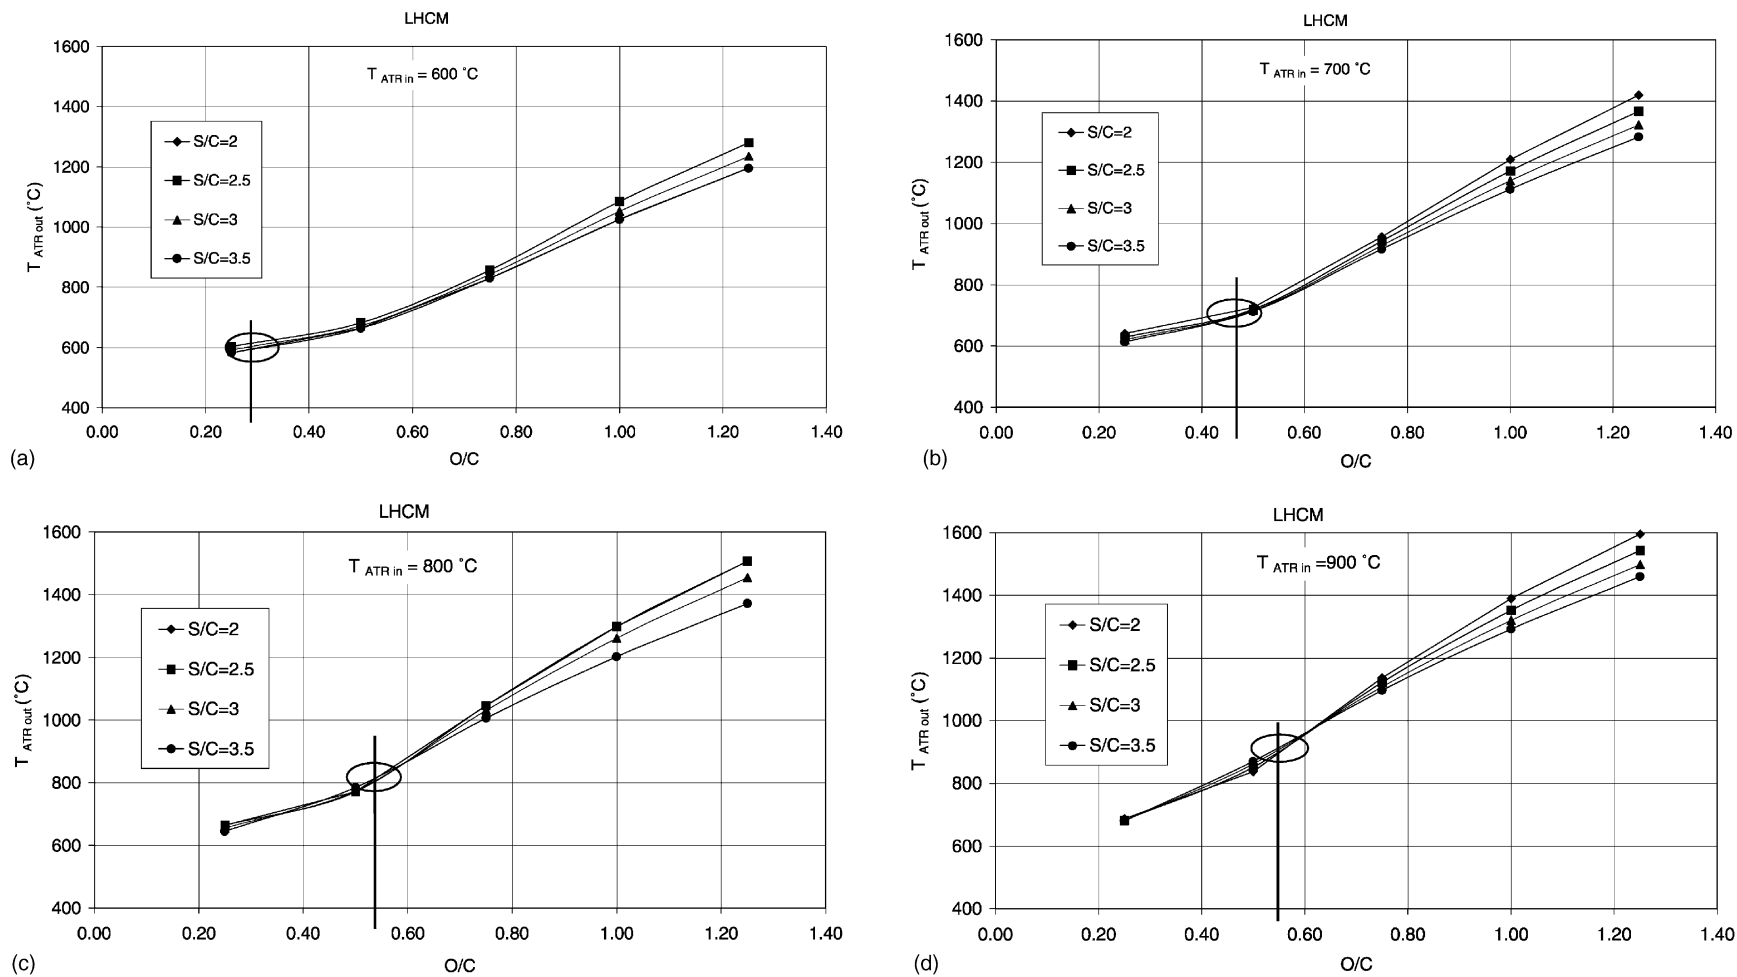 LHCM
1600
1400
1200
1000
800
600
400
T ATR out (˚C)
T ATR in = 600 ˚C
S/C=2
S/C=2.5
S/C=3
S/C=3.5
0.00 0.20 0.40 0.60 0.80 1.00 1.20 1.40
O/C
(a)
LHCM
1600
1400
1200
1000
800
600
400
T ATR out (˚C)
T ATR in = 700 ˚C
S/C=2
S/C=2.5
S/C=3
S/C=3.5
0.00 0.20 0.40 0.60 0.80 1.00 1.20 1.40
O/C
(b)
LHCM
1600
1400
1200
1000
800
600
400
T ATR out (˚C)
T ATR in = 800 ˚C
S/C=2
S/C=2.5
S/C=3
S/C=3.5
0.00 0.20 0.40 0.60 0.80 1.00 1.20 1.40
O/C
(c)
LHCM
1600
1400
1200
1000
800
600
400
T ATR out (˚C)
T ATR in =900 ˚C
S/C=2
S/C=2.5
S/C=3
S/C=3.5
0.00 0.20 0.40 0.60 0.80 1.00 1.20 1.40
O/C
(d)